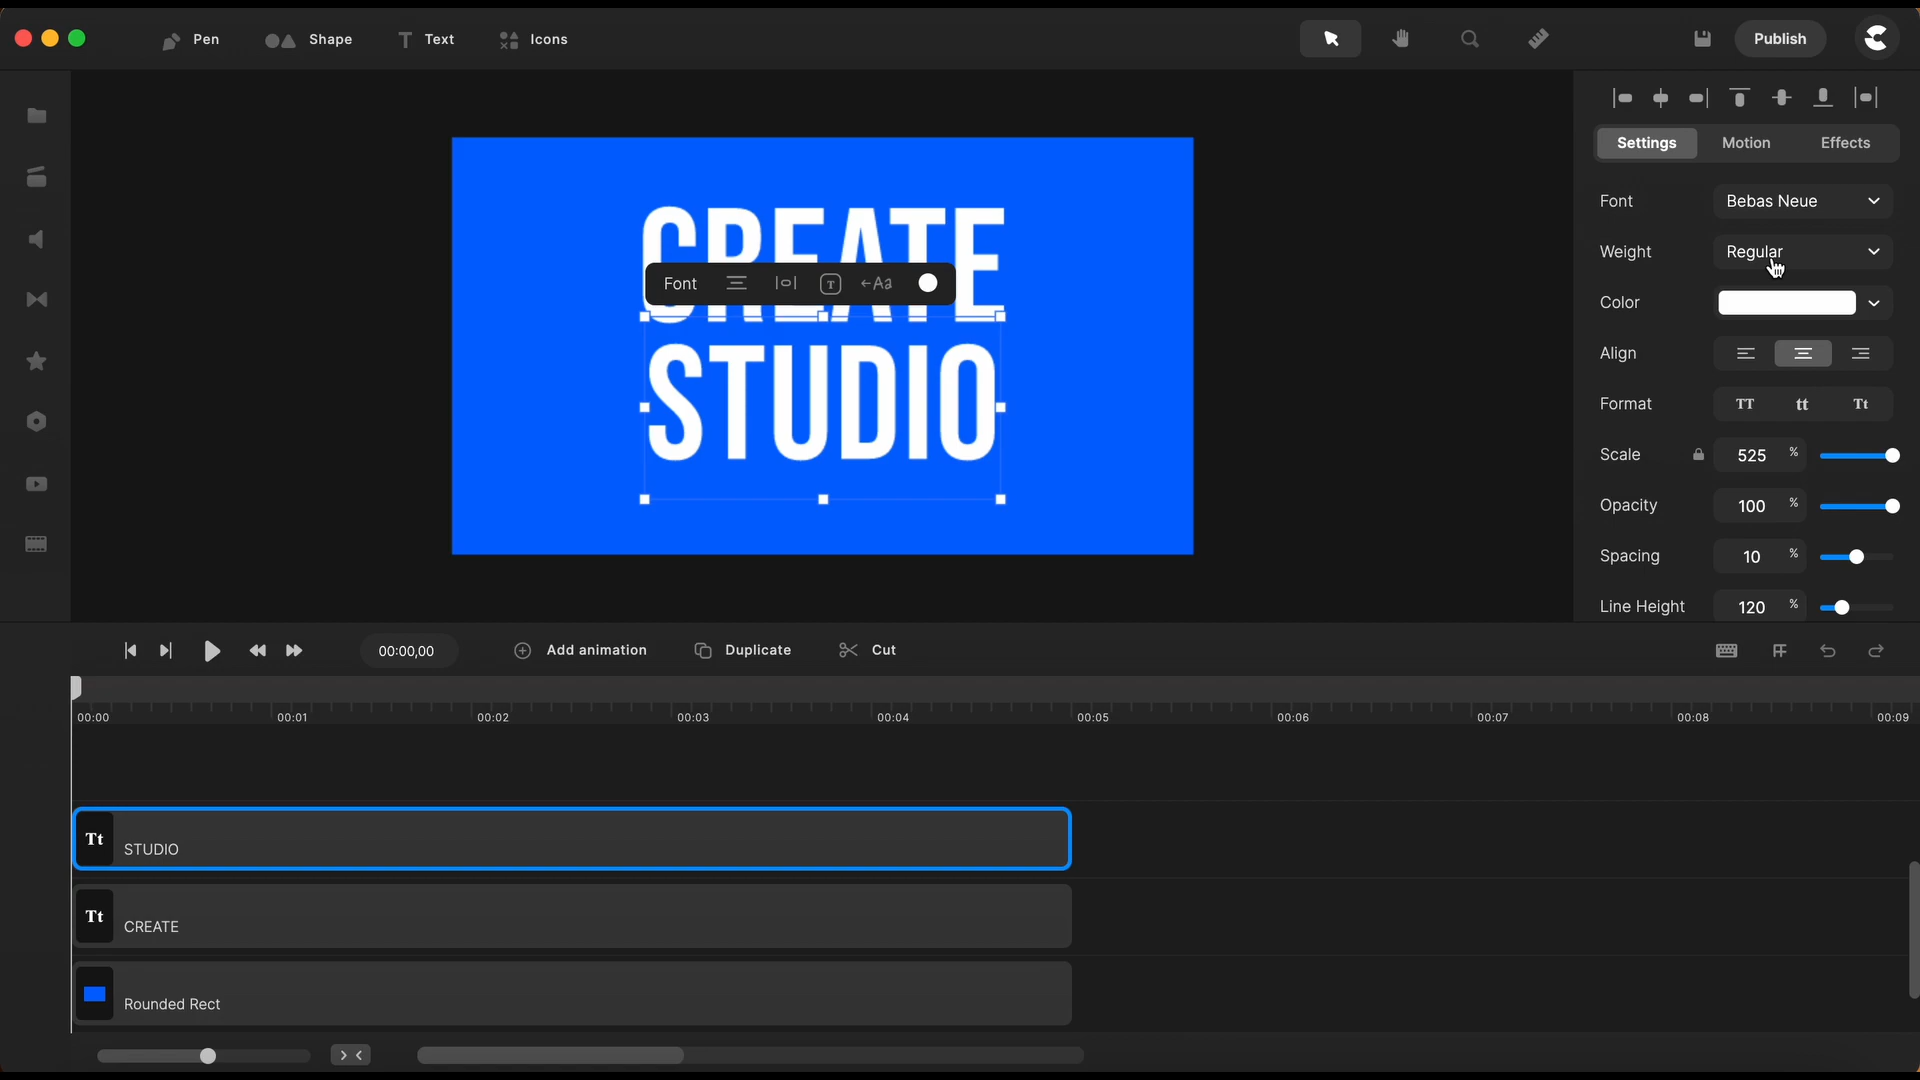 Pen Shape Text Icons Publish
Settings Motion Effects
Font Bebas Neue
Weight Regular
Color
Align
Format TT tt Tt
Scale 525 %
Opacity 100 %
Spacing 10 %
Line Height 120 %
CREATE
Font T Aa
STUDIO
00:00,00 Add animation Duplicate Cut
00:00 00:01 00:02 00:03 00:04 00:05 00:06 00:07 00:08 00:09
Tt STUDIO
Tt CREATE
Rounded Rect